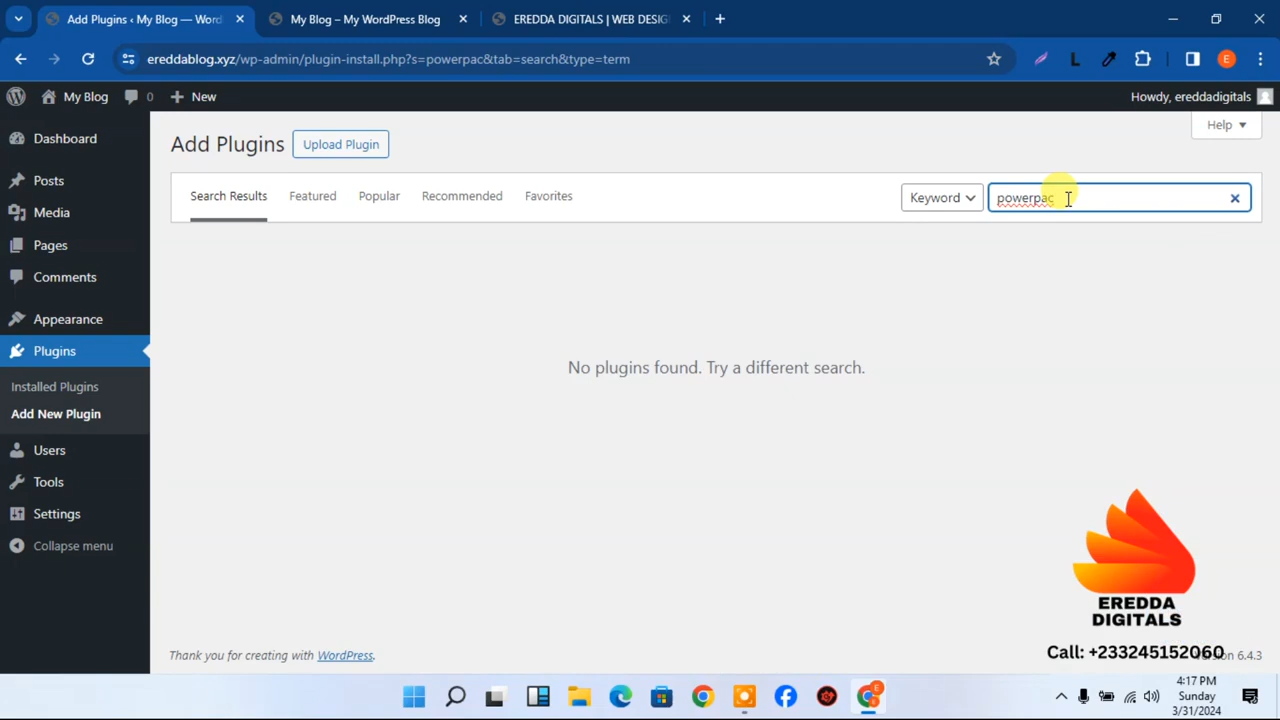 Add Plugins ‹ My Blog — Word
My Blog – My WordPress Blog
EREDDA DIGITALS | WEB DESIG
ereddablog.xyz/wp-admin/plugin-install.php?s=powerpac&tab=search&type=term
L
E
My Blog
0
New
Howdy, ereddadigitals
Help
Dashboard
Posts
Media
Pages
Comments
Appearance
Plugins
Installed Plugins
Add New Plugin
Users
Tools
Settings
Collapse menu
Add Plugins
Upload Plugin
Search Results
Featured
Popular
Recommended
Favorites
Keyword
powerpac
No plugins found. Try a different search.
EREDDA
DIGITALS
Call: +233245152060
Thank you for creating with WordPress.
6.4.3
E
4:17 PM
Sunday
3/31/2024